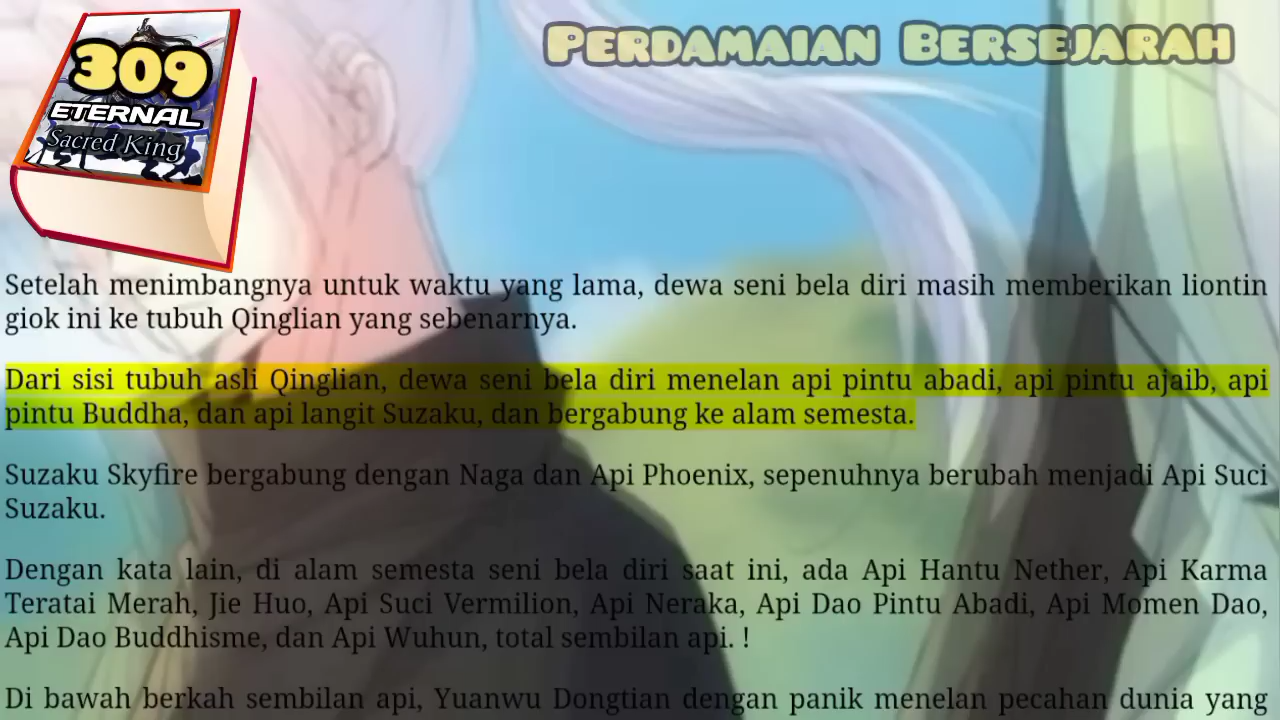 309
ETERNAL
Sacred King
PERDAMAIAN BERSEJARAH
Setelah menimbangnya untuk waktu yang lama, dewa seni bela diri masih memberikan liontin
giok ini ke tubuh Qinglian yang sebenarnya.
Dari sisi tubuh asli Qinglian, dewa seni bela diri menelan api pintu abadi, api pintu ajaib, api
pintu Buddha, dan api langit Suzaku, dan bergabung ke alam semesta.
Suzaku Skyfire bergabung dengan Naga dan Api Phoenix, sepenuhnya berubah menjadi Api Suci
Suzaku.
Dengan kata lain, di alam semesta seni bela diri saat ini, ada Api Hantu Nether, Api Karma
Teratai Merah, Jie Huo, Api Suci Vermilion, Api Neraka, Api Dao Pintu Abadi, Api Momen Dao,
Api Dao Buddhisme, dan Api Wuhun, total sembilan api. !
Di bawah berkah sembilan api, Yuanwu Dongtian dengan panik menelan pecahan dunia yang